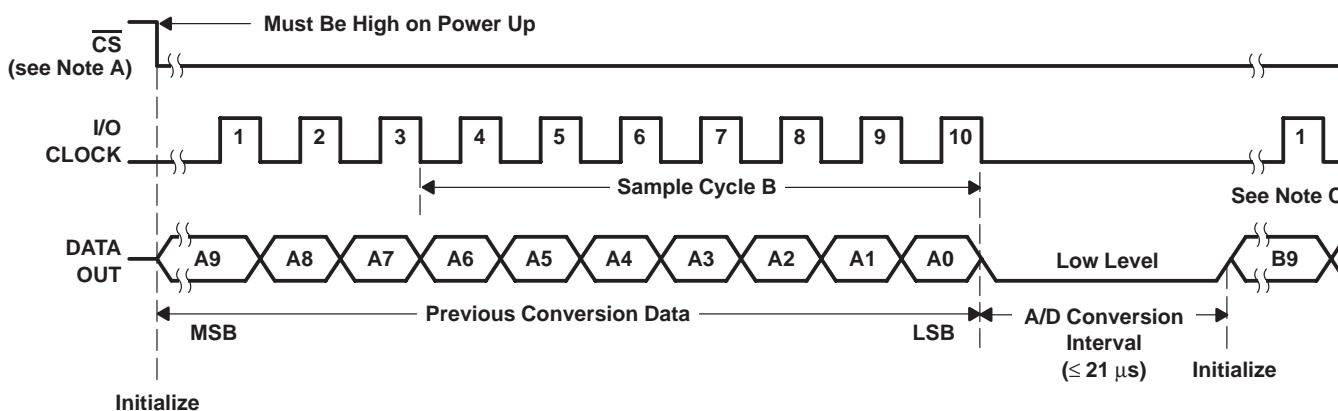 Must Be High on Power Up
CS
(see Note A)
I/O
CLOCK
1 2 3 4 5 6 7 8 9 10 1
Sample Cycle B
See Note C
DATA
OUT
A9 A8 A7 A6 A5 A4 A3 A2 A1 A0 Low Level B9
Previous Conversion Data
MSB LSB
A/D Conversion
Interval
(≤ 21 μs)
Initialize
Initialize